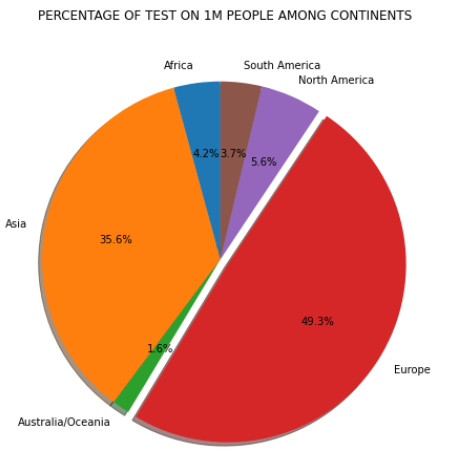 PERCENTAGE OF TEST ON 1M PEOPLE AMONG CONTINENTS
Africa
South America
North America
4.2%
3.7%
5.6%
Asia
35.6%
49.3%
1.6%
Europe
Australia/Oceania